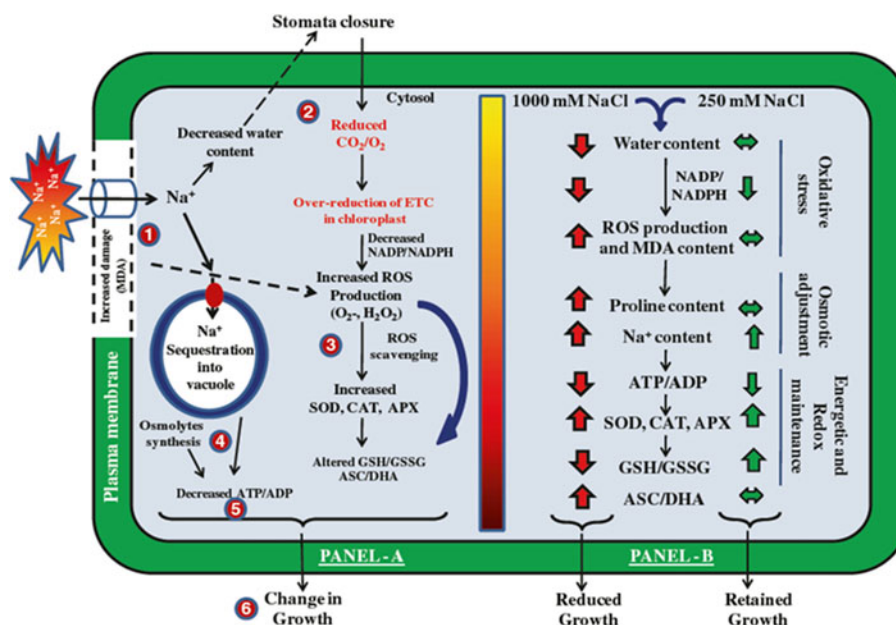 Stomata closure
Cytosol
2
Reduced
CO2/O2
Decreased water
content
Na+
Na+
Na+
Na+
Na+
Over-reduction of ETC
in chloroplast
1
Decreased
NADP/NADPH
Increased damage
(MDA)
Increased ROS
Production
(O2-, H2O2)
Na+
Sequestration
into
vacuole
3
ROS
scavenging
Increased
SOD, CAT, APX
Osmolytes
synthesis
4
Altered GSH/GSSG
ASC/DHA
Decreased ATP/ADP
5
Plasma membrane
PANEL-A
6
Change in
Growth
1000 mM NaCl
250 mM NaCl
Water content
NADP/
NADPH
ROS production
and MDA content
Oxidative
stress
Proline content
Na+ content
Osmotic
adjustment
ATP/ADP
SOD, CAT, APX
GSH/GSSG
ASC/DHA
Energetic and
Redox
maintenance
PANEL-B
Reduced
Growth
Retained
Growth